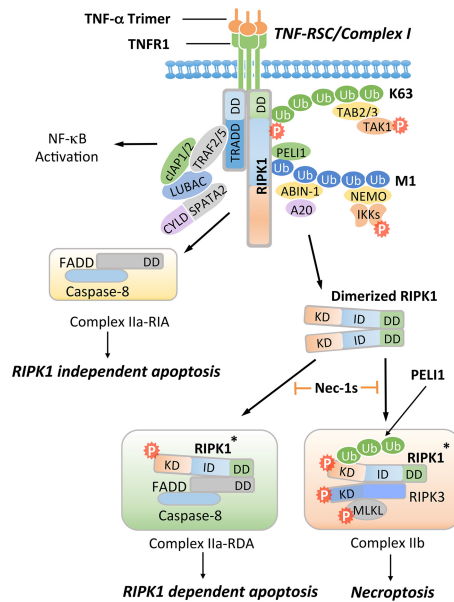 TNF-α Trimer
TNFR1
TNF-RSC/Complex I
K63
Ub Ub Ub Ub Ub
TAB2/3
TAK1
P
P
DD
DD
TRADD
RIPK1
NF-κB
Activation
cIAP1/2
TRAF2/5
LUBAC
CYLD
SPATA2
PELI1
M1
Ub Ub Ub Ub Ub
ABIN-1
A20
NEMO
IKKs
P
FADD
DD
Caspase-8
Complex IIa-RIA
RIPK1 independent apoptosis
Dimerized RIPK1
KD ID DD
KD ID DD
Nec-1s
PELI1
P
RIPK1*
KD ID DD
FADD
DD
Caspase-8
Complex IIa-RDA
RIPK1 dependent apoptosis
Ub Ub Ub
RIPK1*
P
KD ID DD
P
KD
RIPK3
P
MLKL
Complex IIb
Necroptosis